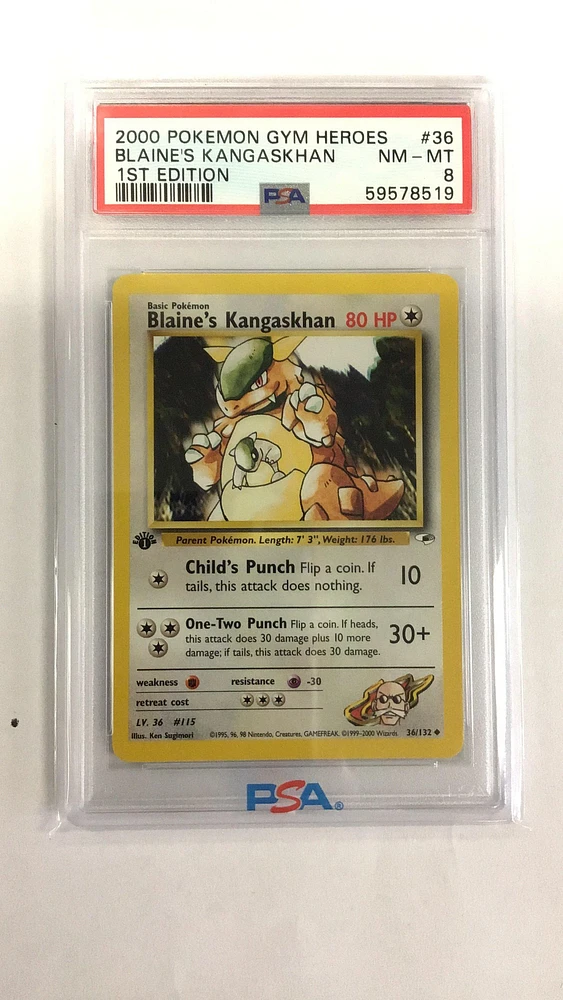 2000 POKEMON GYM HEROES #36
BLAINE'S KANGASKHAN NM - MT
1ST EDITION 8
PSA 59578519
Basic Pokémon
Blaine's Kangaskhan 80 HP
EDITION 1
Parent Pokémon. Length: 7' 3", Weight: 176 lbs.
Child's Punch Flip a coin. If
tails, this attack does nothing. 10
One-Two Punch Flip a coin. If heads,
this attack does 30 damage plus 10 more
damage; if tails, this attack does 30 damage. 30+
weakness resistance -30
retreat cost
LV. 36 #115
Illus. Ken Sugimori ©1995, 96, 98 Nintendo, Creatures, GAMEFREAK. ©1999-2000 Wizards. 36/132
PSA®